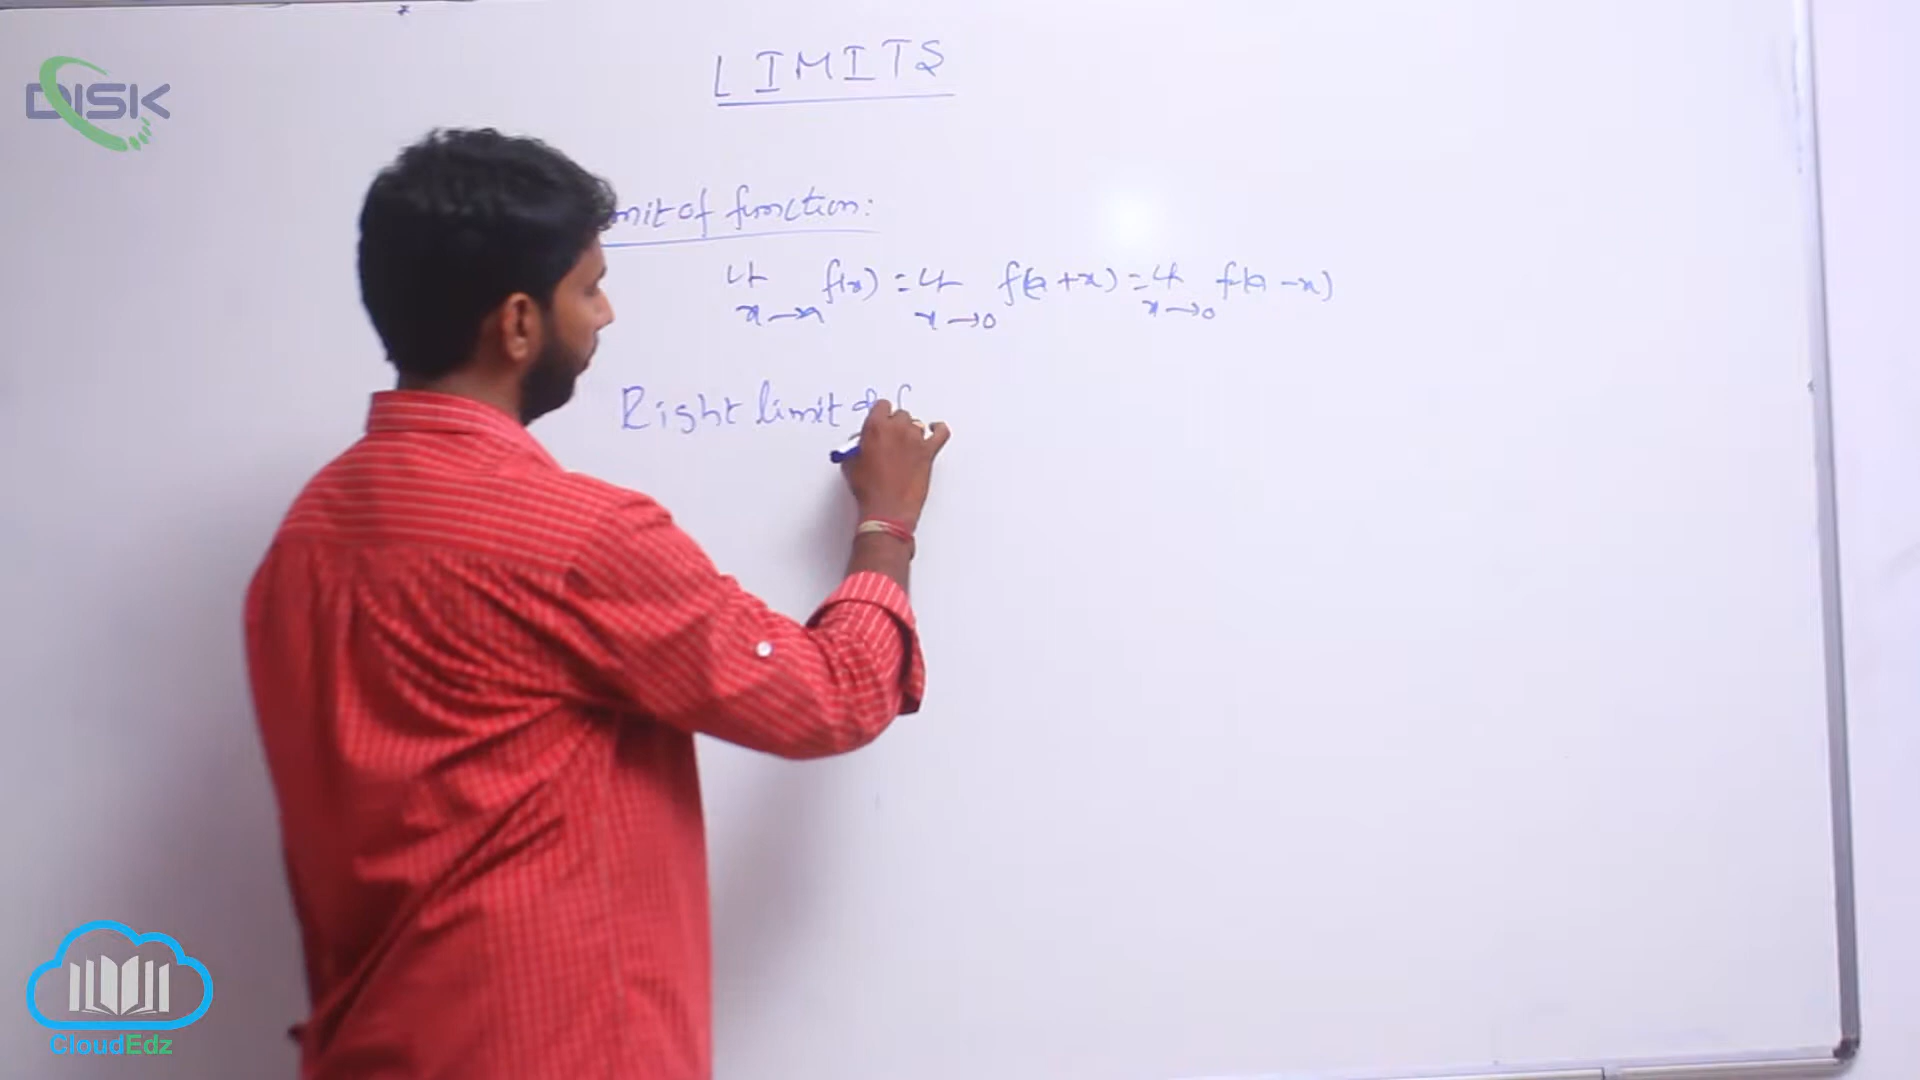 DISK
LIMITS
mit of function:
Lt f(x) = Lt f(a+x) = Lt f(a-x)
x→a x→0 x→0
Right limit of f
CloudEdz